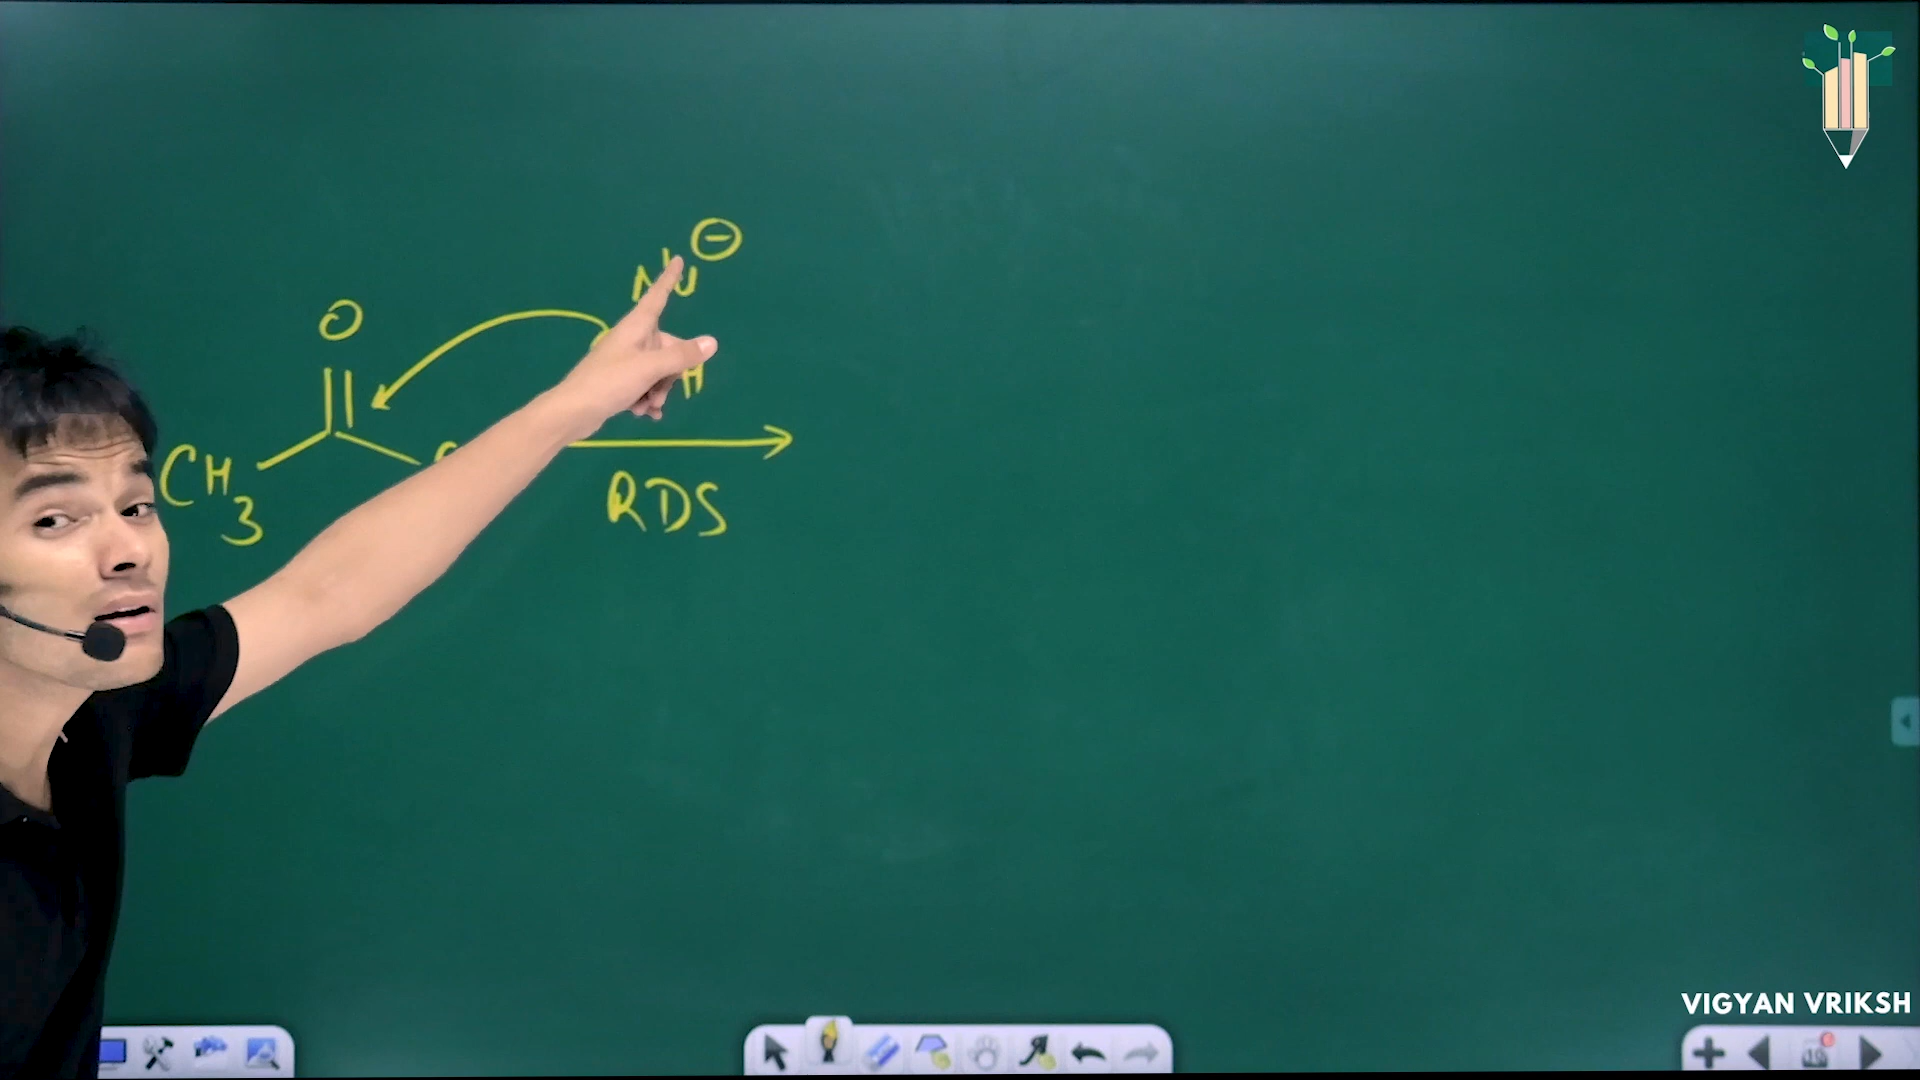 Nu⊖
O
H
CH3
RDS
VIGYAN VRIKSH